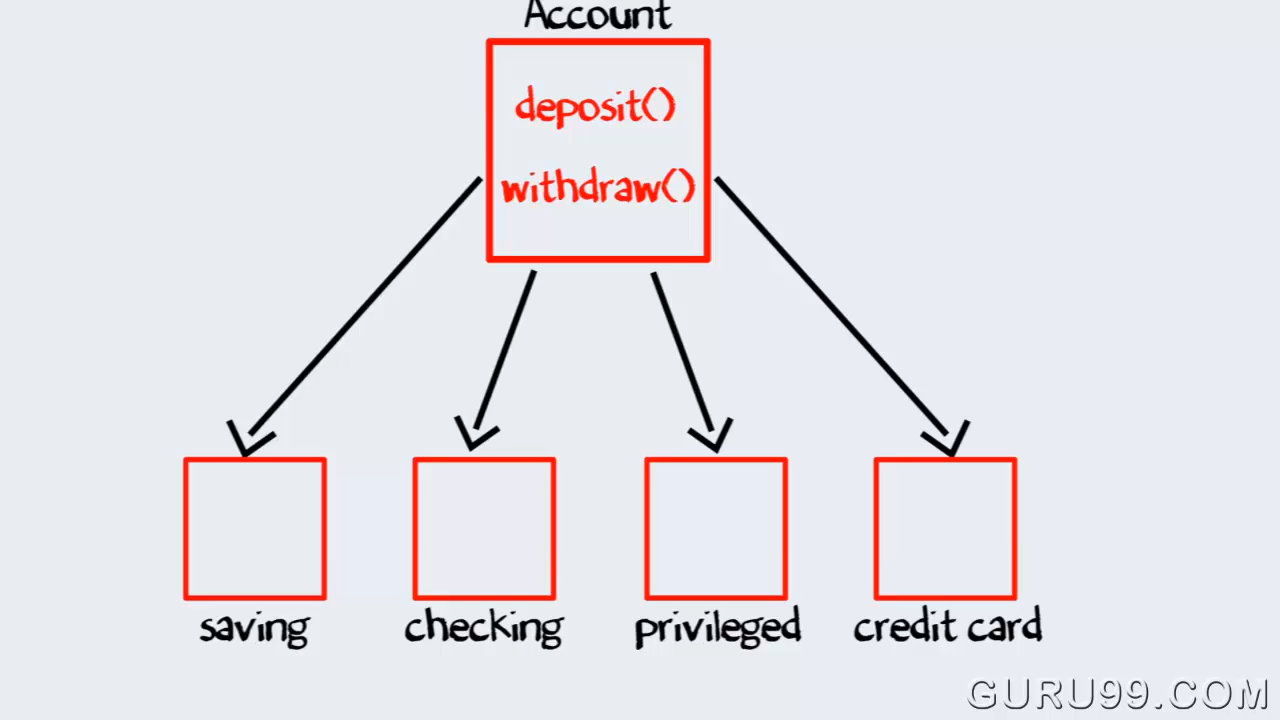 Account
deposit()
withdraw()
saving
checking
privileged
credit card
GURU99.COM